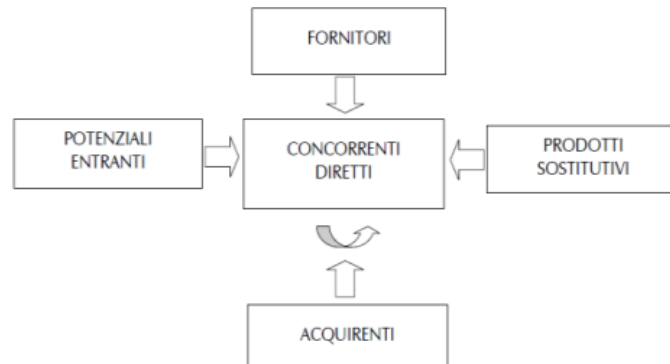 FORNITORI
POTENZIALI
ENTRANTI
CONCORRENTI
DIRETTI
PRODOTTI
SOSTITUTIVI
ACQUIRENTI